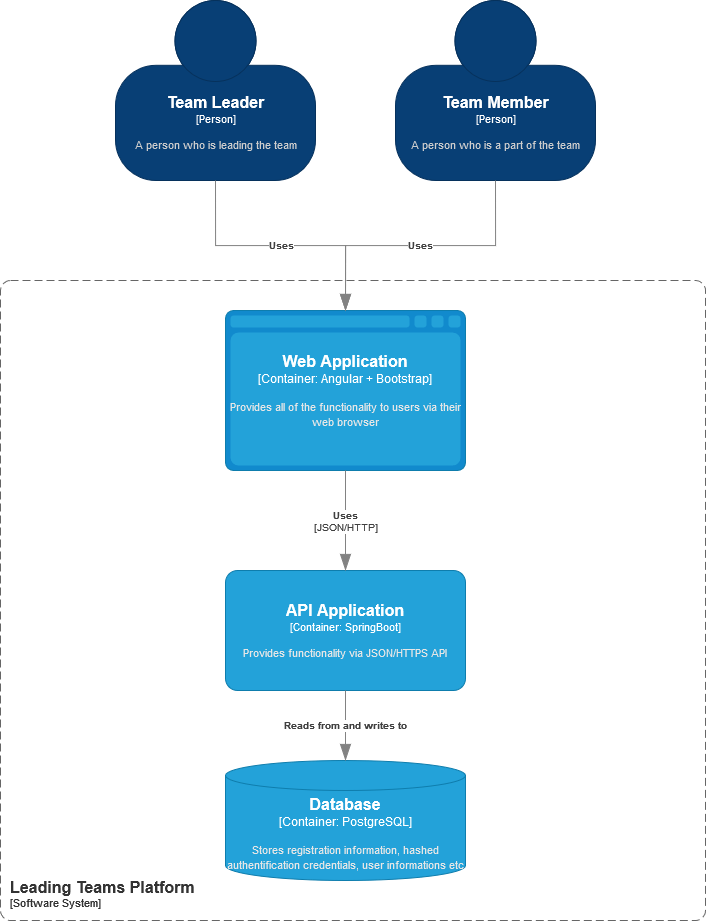 Team Leader
[Person]
A person who is leading the team
Team Member
[Person]
A person who is a part of the team
Uses
Uses
Web Application
[Container: Angular + Bootstrap]
Provides all of the functionality to users via their
web browser
Uses
[JSON/HTTP]
API Application
[Container: SpringBoot]
Provides functionality via JSON/HTTPS API
Reads from and writes to
Database
[Container: PostgreSQL]
Stores registration information, hashed
authentification credentials, user informations etc
Leading Teams Platform
[Software System]